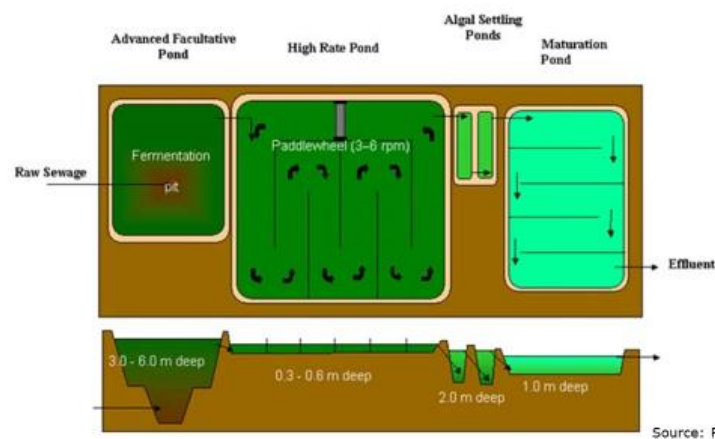 Advanced Facultative
Pond
High Rate Pond
Algal Settling
Ponds
Maturation
Pond
Raw Sewage
Fermentation
pit
Paddlewheel (3–6 rpm)
Effluent
3.0 - 6.0 m deep
0.3 - 0.6 m deep
2.0 m deep
1.0 m deep
Source: